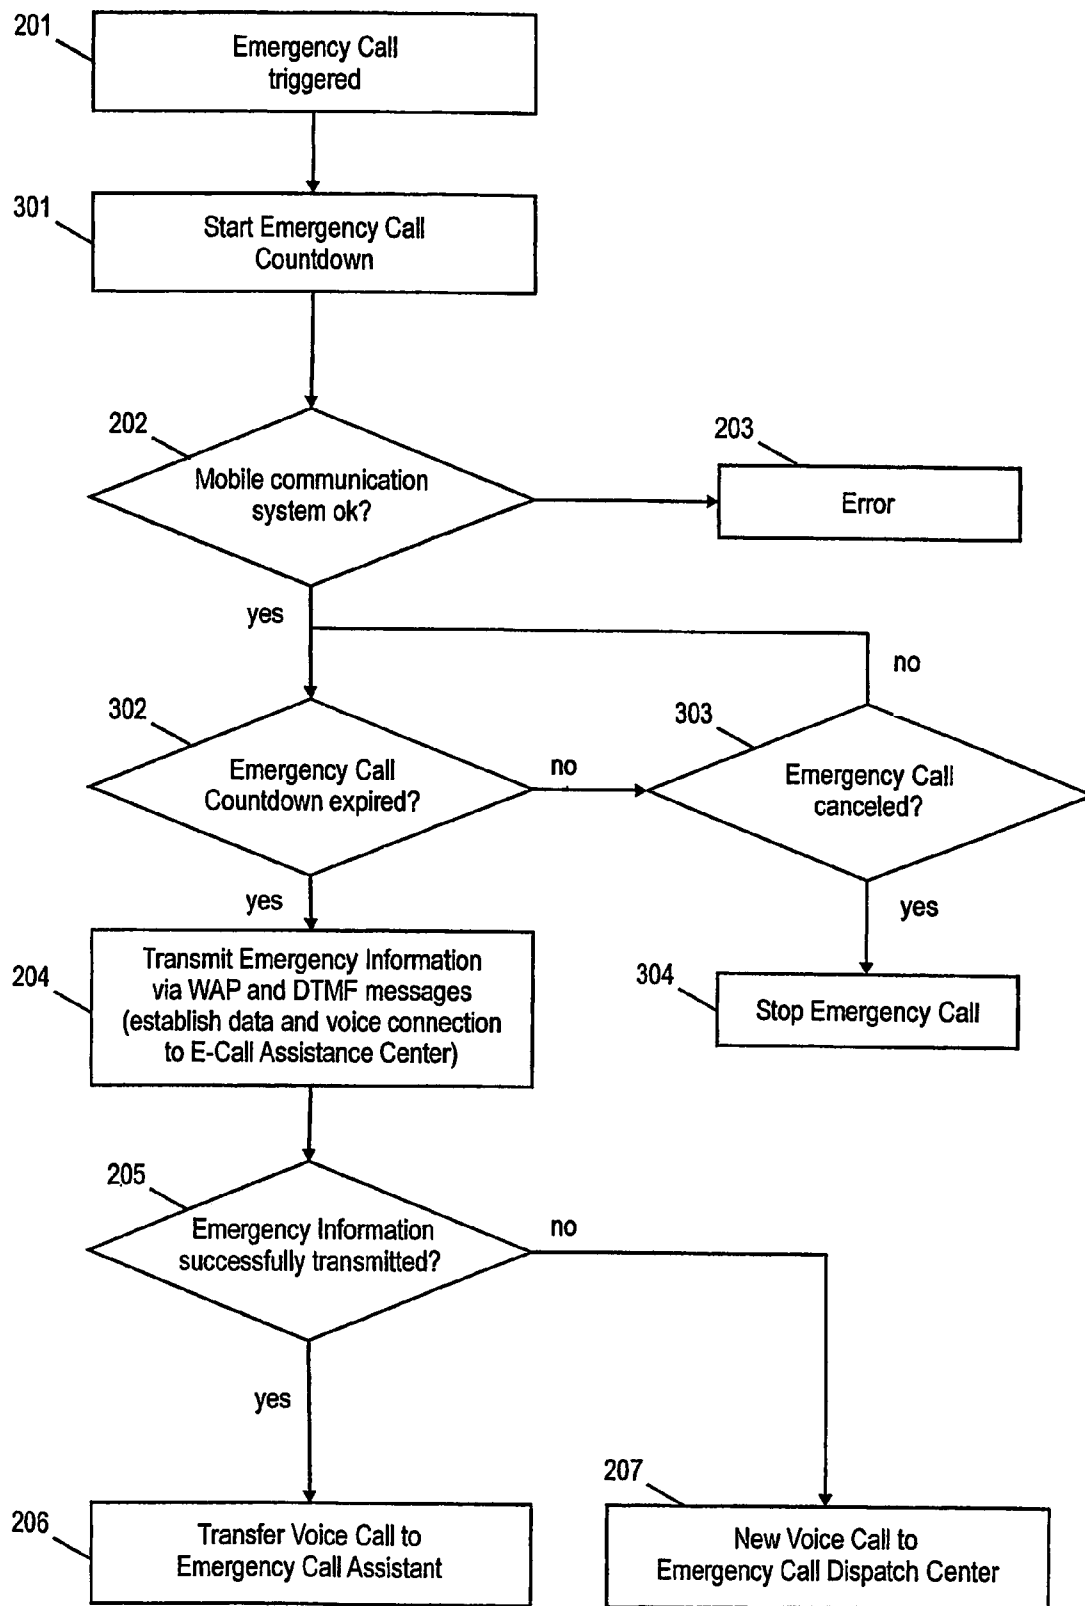 201
Emergency Call
triggered
301
Start Emergency Call
Countdown
202
Mobile communication
system ok?
203
Error
yes
no
302
Emergency Call
Countdown expired?
no
303
Emergency Call
canceled?
yes
yes
204
Transmit Emergency Information
via WAP and DTMF messages
(establish data and voice connection
to E-Call Assistance Center)
304
Stop Emergency Call
205
Emergency Information
successfully transmitted?
no
yes
206
Transfer Voice Call to
Emergency Call Assistant
207
New Voice Call to
Emergency Call Dispatch Center